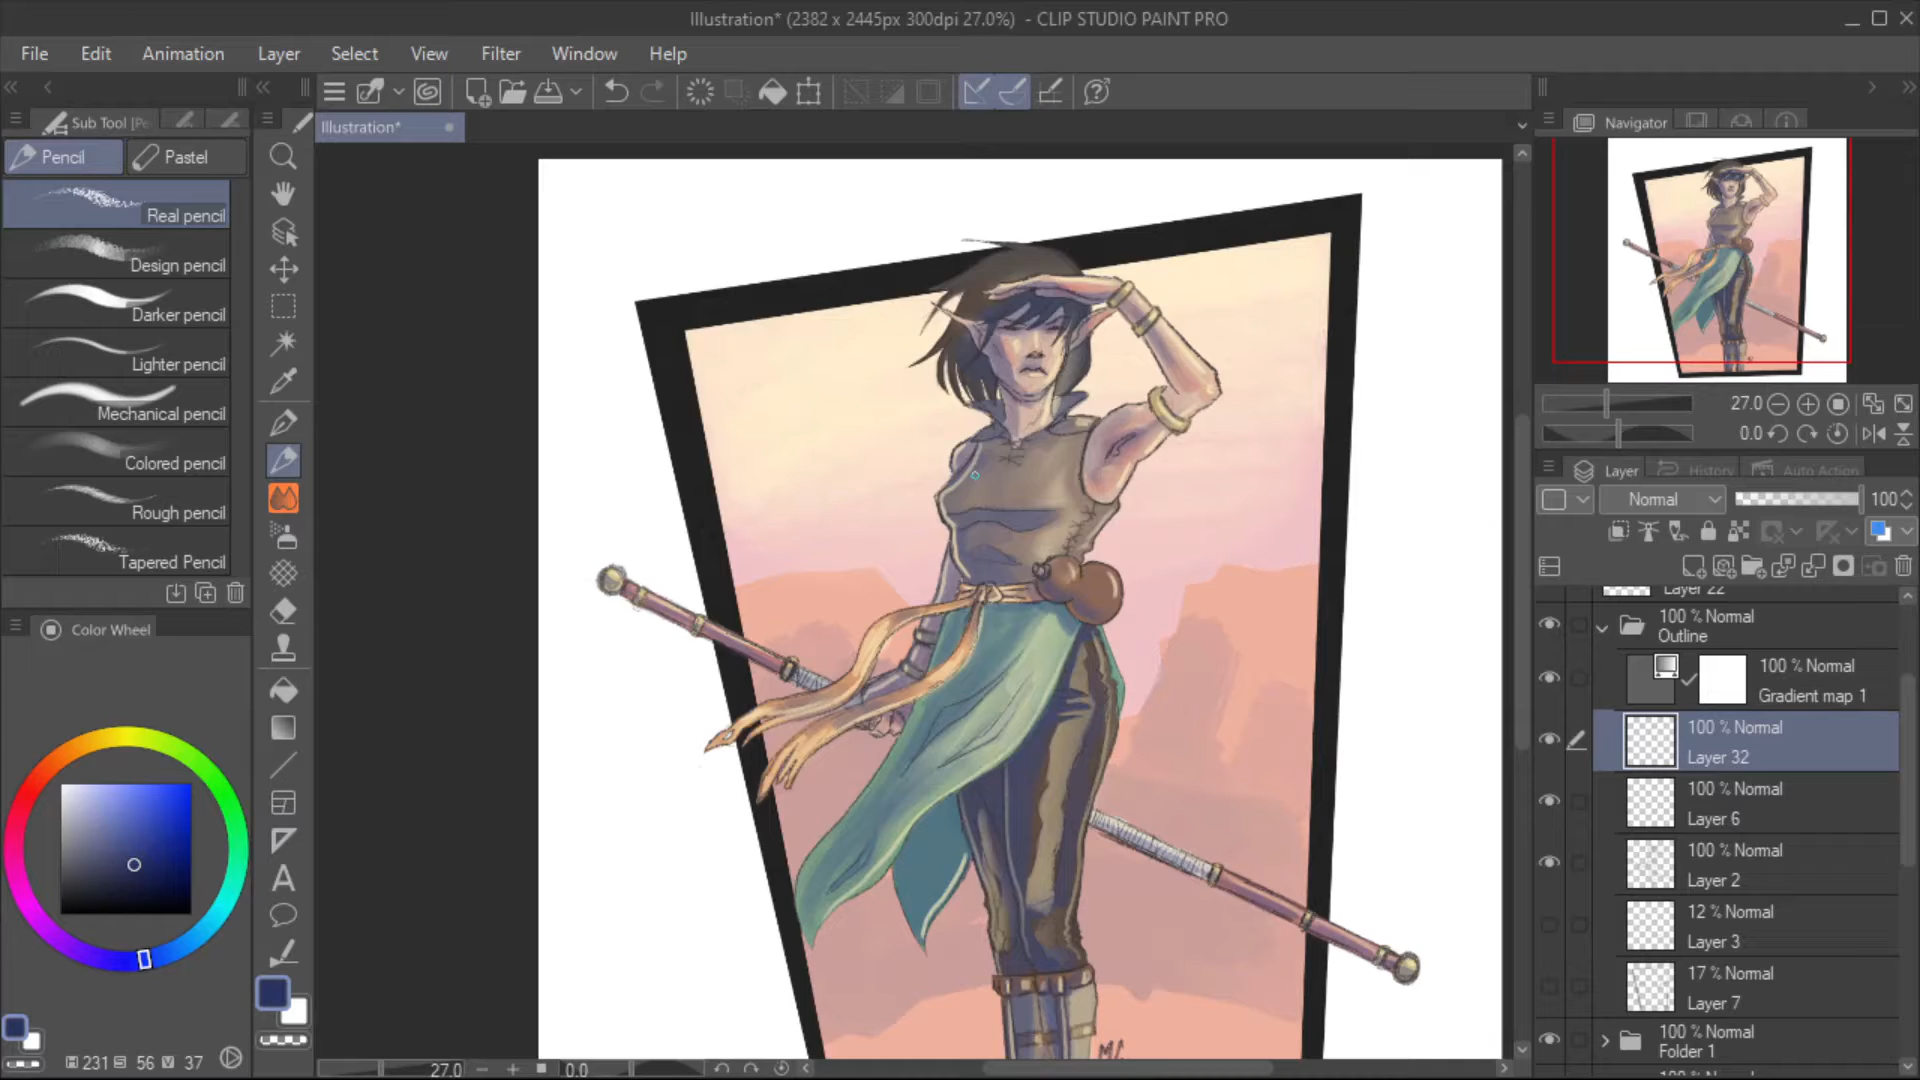 Illustration* (2382 x 2445px 300dpi 27.0%) - CLIP STUDIO PAINT PRO
File Edit Animation Layer Select View Filter Window Help
Sub Tool [Pe
Illustration*
Navigator
Pencil Pastel
Real pencil
Design pencil
Darker pencil
Lighter pencil
Mechanical pencil
Colored pencil
Rough pencil
Tapered Pencil
Color Wheel
H 231 S 56 V 37
A
MC
27.0 0.0
27.0
0.0
Layer History Auto Action
Normal 100
Layer 22
100 % Normal
Outline
100 % Normal
Gradient map 1
100 % Normal
Layer 32
100 % Normal
Layer 6
100 % Normal
Layer 2
12 % Normal
Layer 3
17 % Normal
Layer 7
100 % Normal
Folder 1